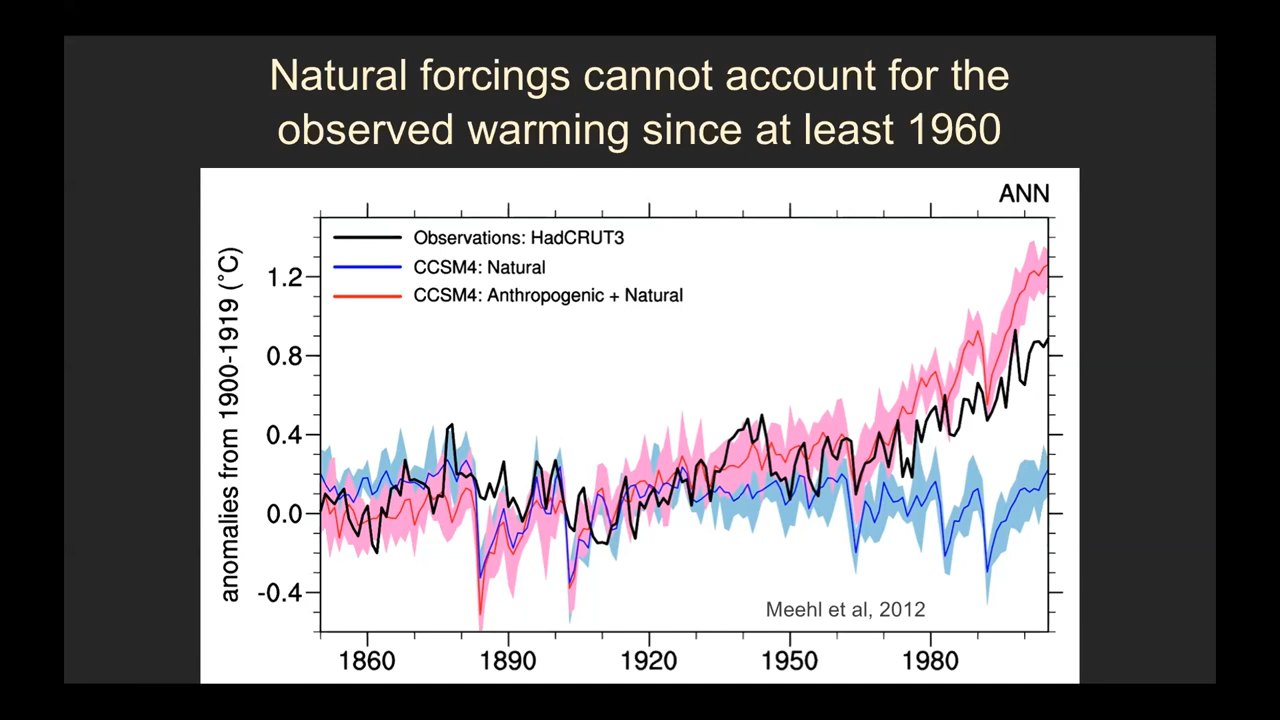 Natural forcings cannot account for the
observed warming since at least 1960
ANN
Observations: HadCRUT3
CCSM4: Natural
CCSM4: Anthropogenic + Natural
anomalies from 1900-1919 (°C)
1.2
0.8
0.4
0.0
-0.4
Meehl et al, 2012
1860 1890 1920 1950 1980